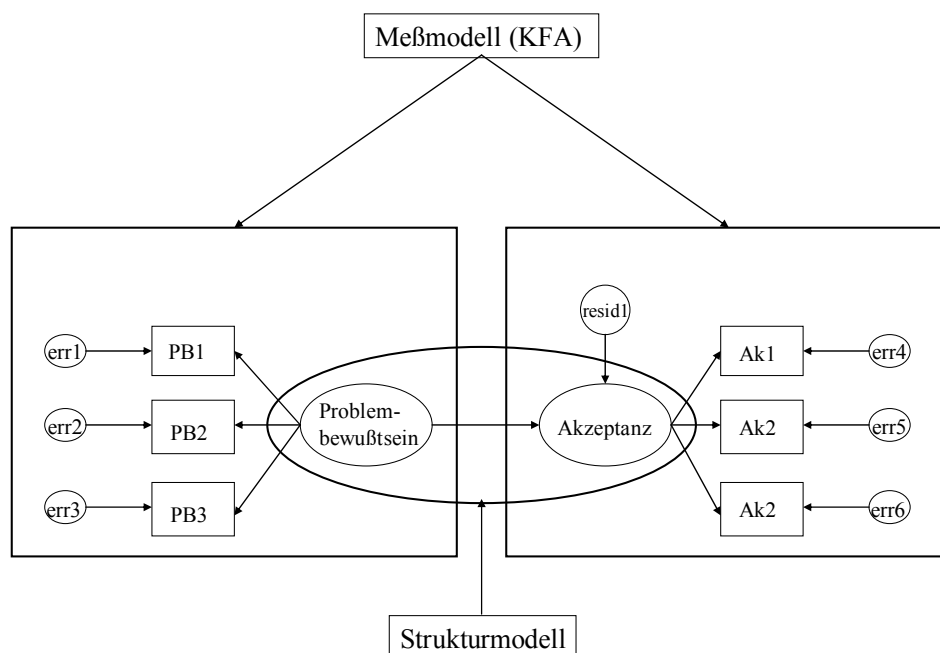 Meßmodell (KFA)
resid1
err1
PB1
Ak1
err4
err2
PB2
Problem-
bewußtsein
Akzeptanz
Ak2
err5
err3
PB3
Ak2
err6
Strukturmodell